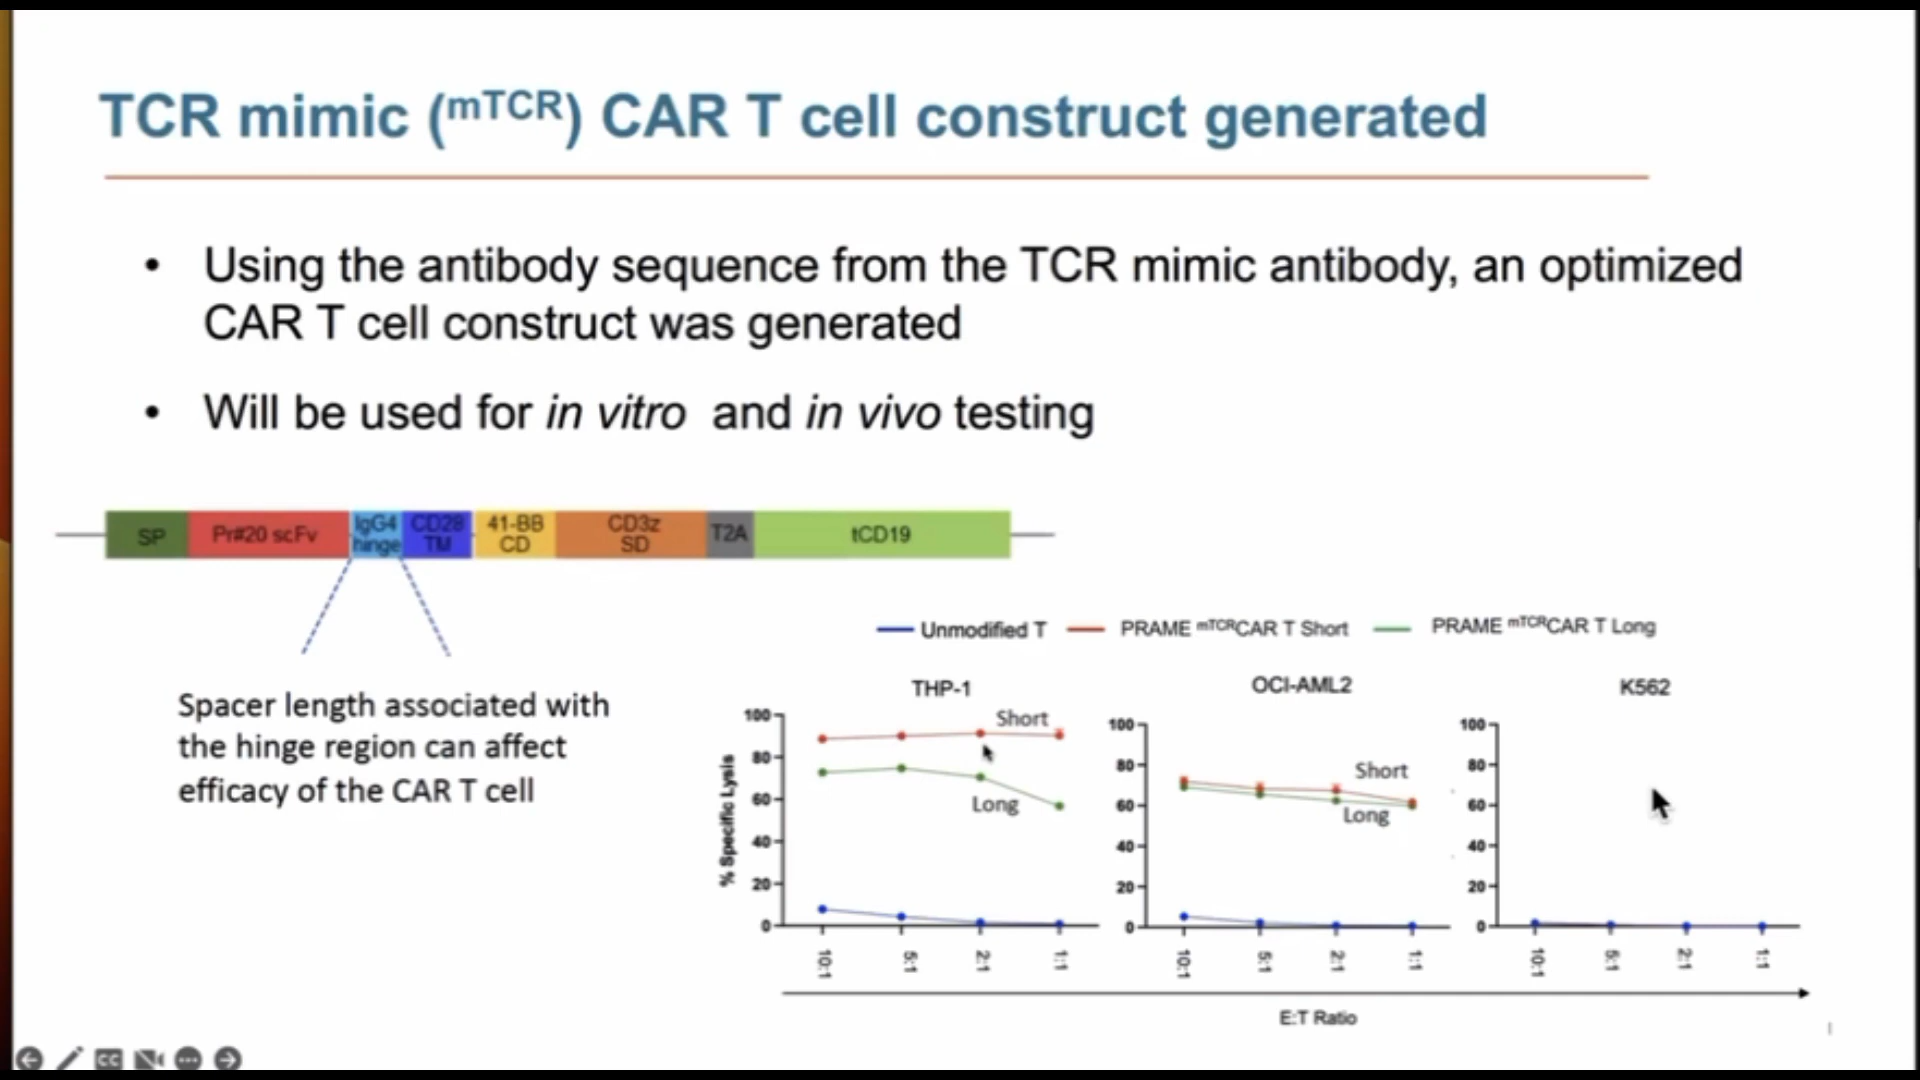 TCR mimic (mTCR) CAR T cell construct generated
• Using the antibody sequence from the TCR mimic antibody, an optimized
CAR T cell construct was generated
• Will be used for in vitro and in vivo testing
SP
Pr#20 scFv
IgG4
hinge
CD28
TM
41-BB
CD
CD3z
SD
T2A
tCD19
Spacer length associated with
the hinge region can affect
efficacy of the CAR T cell
Unmodified T
PRAME mTCRCAR T Short
PRAME mTCRCAR T Long
THP-1
% Specific Lysis
100
80
60
40
20
0
Short
Long
10:1
5:1
2:1
1:1
OCI-AML2
100
80
60
40
20
0
Short
Long
10:1
5:1
2:1
1:1
K562
100
80
60
40
20
0
10:1
5:1
2:1
1:1
E:T Ratio
CC